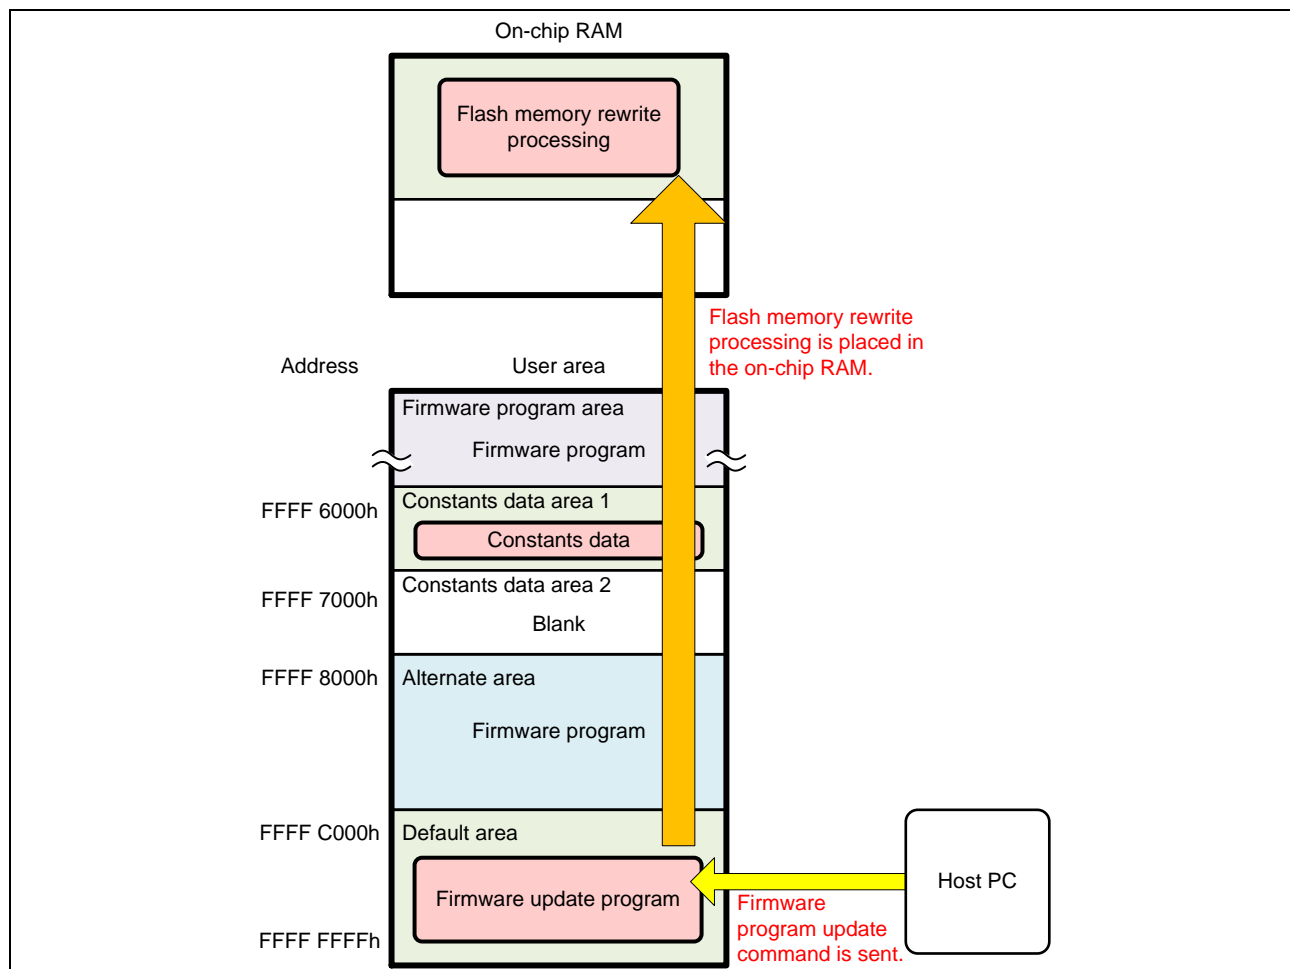 On-chip RAM
Flash memory rewrite
processing
Flash memory rewrite
processing is placed in
the on-chip RAM.
Address
User area
Firmware program area
Firmware program
FFFF 6000h
Constants data area 1
Constants data
FFFF 7000h
Constants data area 2
Blank
FFFF 8000h
Alternate area
Firmware program
FFFF C000h
Default area
Firmware update program
Host PC
Firmware
program update
command is sent.
FFFF FFFFh